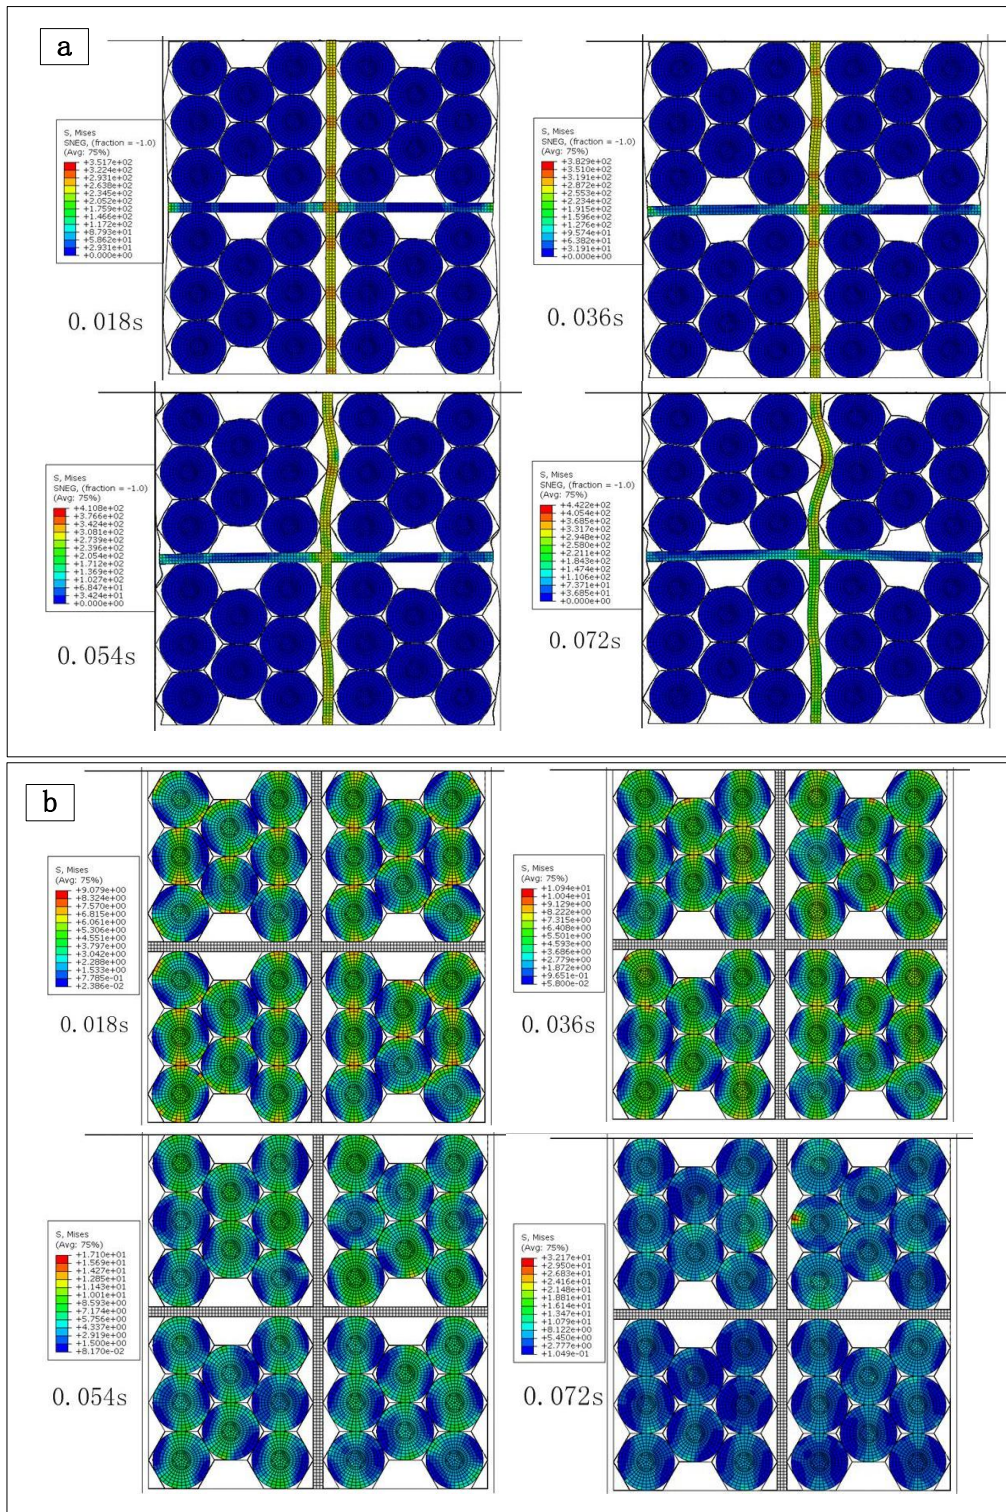 a
S, Mises
SNEG, (fraction = -1.0)
(Avg: 75%)
+3.517e+02
+3.224e+02
+2.931e+02
+2.638e+02
+2.345e+02
+2.052e+02
+1.759e+02
+1.466e+02
+1.172e+02
+8.793e+01
+5.862e+01
+2.931e+01
+0.000e+00
0.018s
S, Mises
SNEG, (fraction = -1.0)
(Avg: 75%)
+3.829e+02
+3.510e+02
+3.191e+02
+2.872e+02
+2.553e+02
+2.234e+02
+1.915e+02
+1.596e+02
+1.276e+02
+9.574e+01
+6.382e+01
+3.191e+01
+0.000e+00
0.036s
S, Mises
SNEG, (fraction = -1.0)
(Avg: 75%)
+4.108e+02
+3.766e+02
+3.424e+02
+3.081e+02
+2.739e+02
+2.396e+02
+2.054e+02
+1.712e+02
+1.369e+02
+1.027e+02
+6.847e+01
+3.424e+01
+0.000e+00
0.054s
S, Mises
SNEG, (fraction = -1.0)
(Avg: 75%)
+4.422e+02
+4.054e+02
+3.685e+02
+3.317e+02
+2.948e+02
+2.580e+02
+2.211e+02
+1.843e+02
+1.474e+02
+1.106e+02
+7.371e+01
+3.685e+01
+0.000e+00
0.072s
b
S, Mises
(Avg: 75%)
+9.079e+00
+8.324e+00
+7.570e+00
+6.815e+00
+6.061e+00
+5.306e+00
+4.551e+00
+3.797e+00
+3.042e+00
+2.288e+00
+1.533e+00
+7.785e-01
+2.386e-02
0.018s
S, Mises
(Avg: 75%)
+1.094e+01
+1.004e+01
+9.129e+00
+8.222e+00
+7.315e+00
+6.408e+00
+5.501e+00
+4.593e+00
+3.686e+00
+2.779e+00
+1.872e+00
+9.651e-01
+5.800e-02
0.036s
S, Mises
(Avg: 75%)
+1.710e+01
+1.569e+01
+1.427e+01
+1.285e+01
+1.143e+01
+1.001e+01
+8.593e+00
+7.174e+00
+5.756e+00
+4.337e+00
+2.919e+00
+1.500e+00
+8.170e-02
0.054s
S, Mises
(Avg: 75%)
+3.217e+01
+2.950e+01
+2.683e+01
+2.416e+01
+2.148e+01
+1.881e+01
+1.614e+01
+1.347e+01
+1.079e+01
+8.122e+00
+5.450e+00
+2.777e+00
+1.049e-01
0.072s